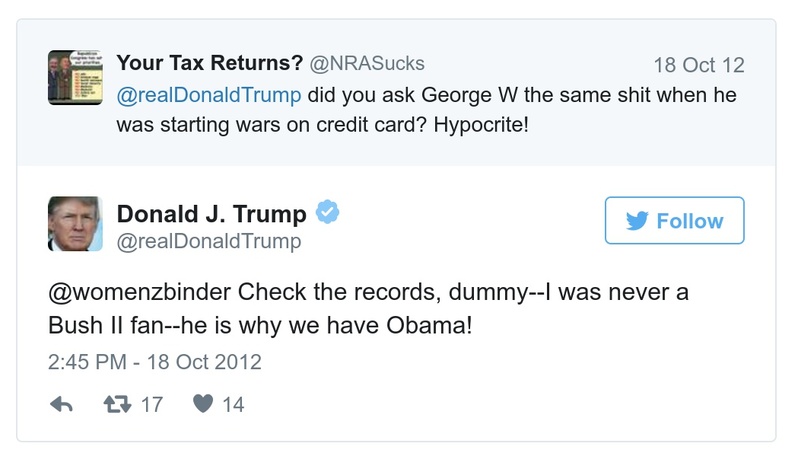 Your Tax Returns? @NRASucks 18 Oct 12
@realDonaldTrump did you ask George W the same shit when he
was starting wars on credit card? Hypocrite!
Donald J. Trump
@realDonaldTrump
Follow
@womenzbinder Check the records, dummy--I was never a
Bush II fan--he is why we have Obama!
2:45 PM - 18 Oct 2012
17 14